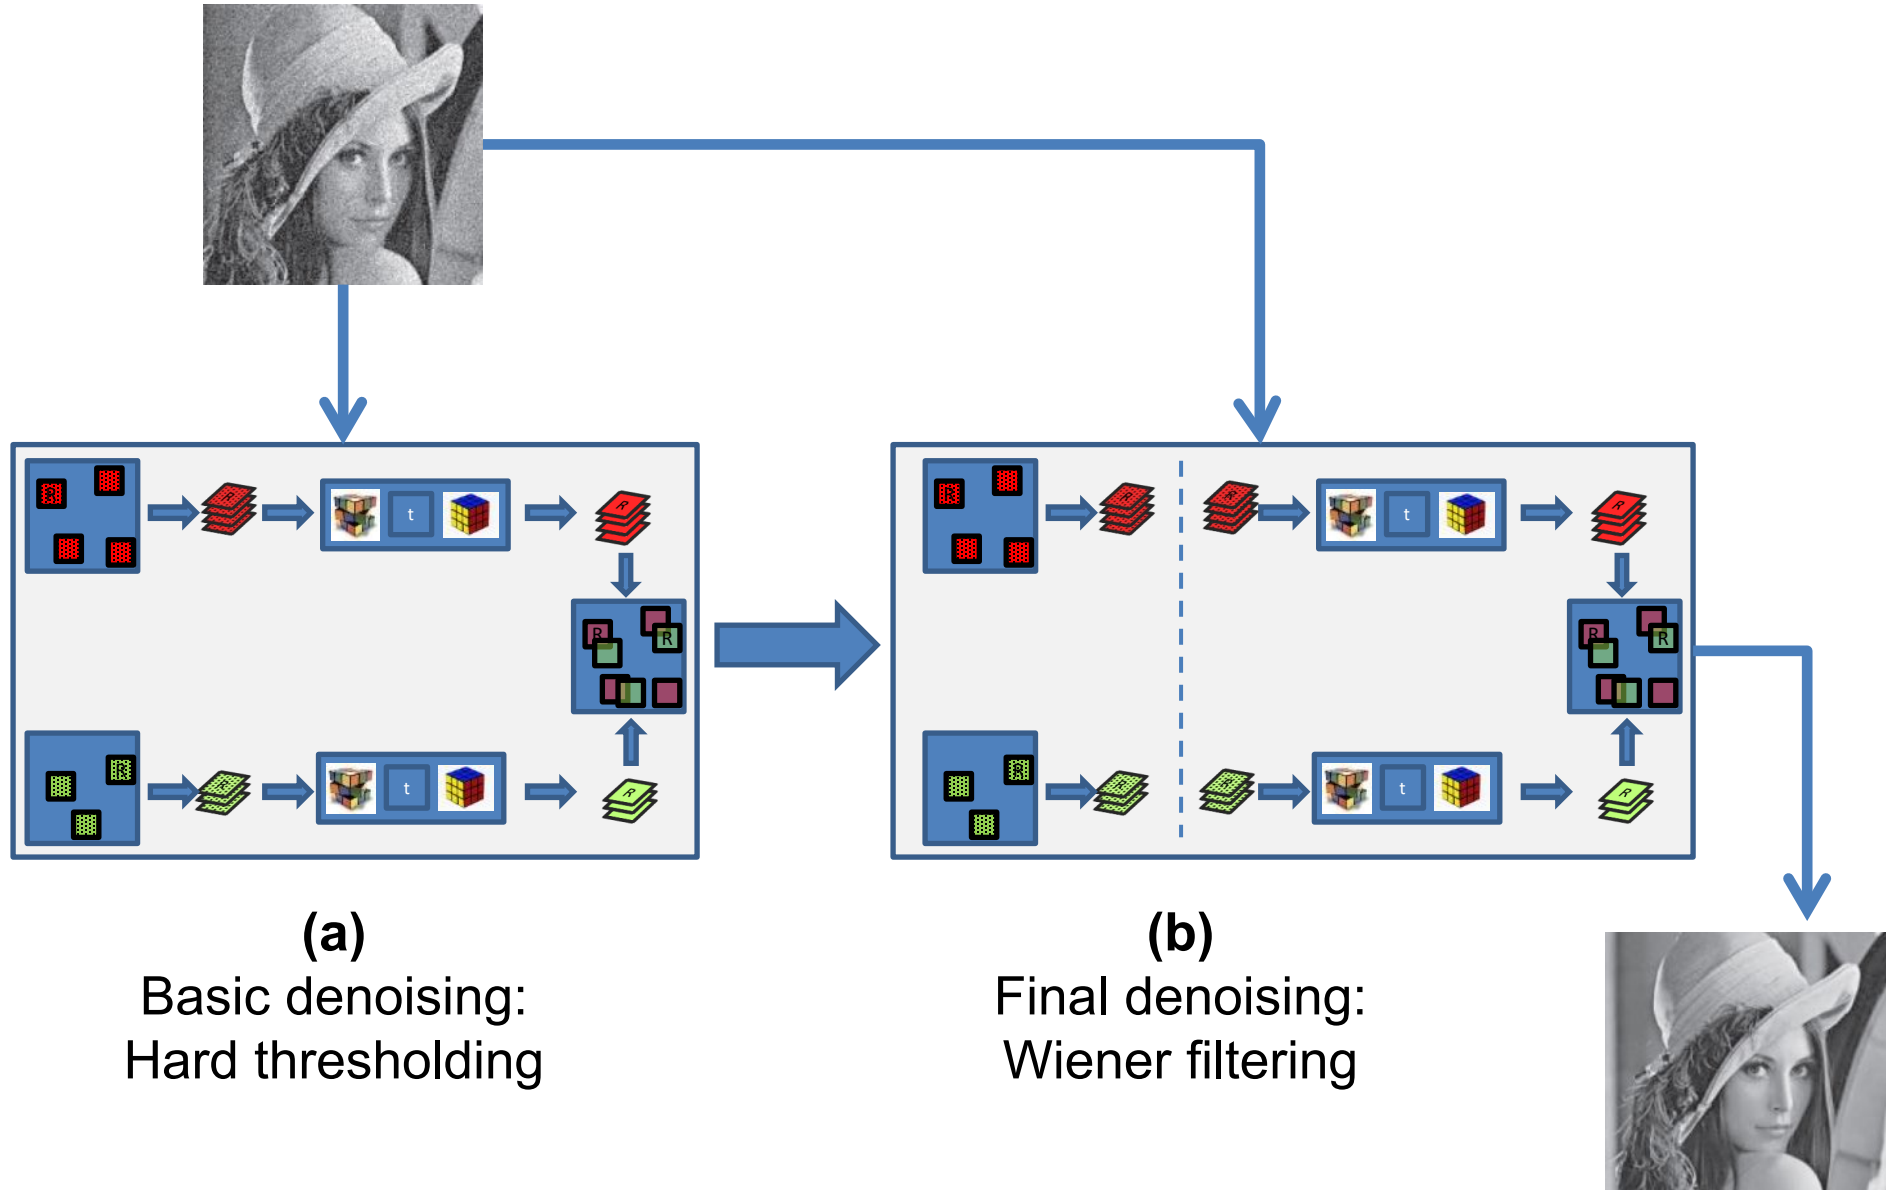 R
R
t
R
R
R
t
R
R
R
R
t
R
R
R
R
R
t
R
(a)
Basic denoising:
Hard thresholding
(b)
Final denoising:
Wiener filtering